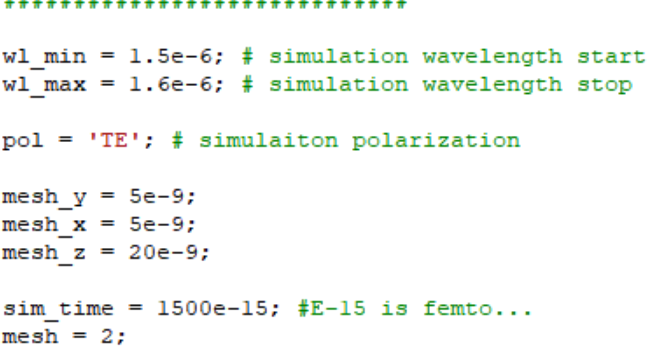 wl_min = 1.5e-6; # simulation wavelength start
wl_max = 1.6e-6; # simulation wavelength stop
pol = 'TE'; # simulaiton polarization
mesh_y = 5e-9;
mesh_x = 5e-9;
mesh_z = 20e-9;
sim_time = 1500e-15; #E-15 is femto...
mesh = 2;